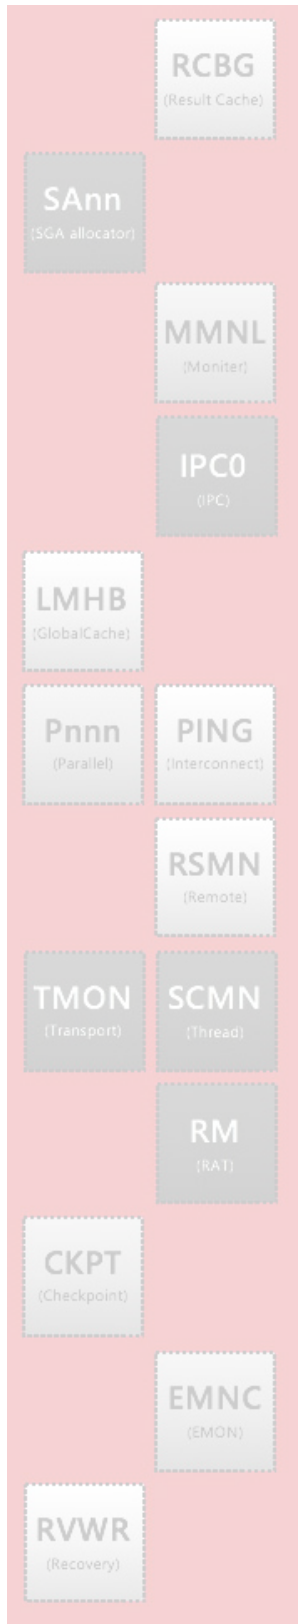 RCBG
(Result Cache)
SAnn
(SGA allocator)
MMNL
(Moniter)
IPC0
(IPC)
LMHB
(GlobalCache)
Pnnn
(Parallel)
PING
(Interconnect)
RSMN
(Remote)
TMON
(Transport)
SCMN
(Thread)
RM
(RAT)
CKPT
(Checkpoint)
EMNC
(EMON)
RVWR
(Recovery)